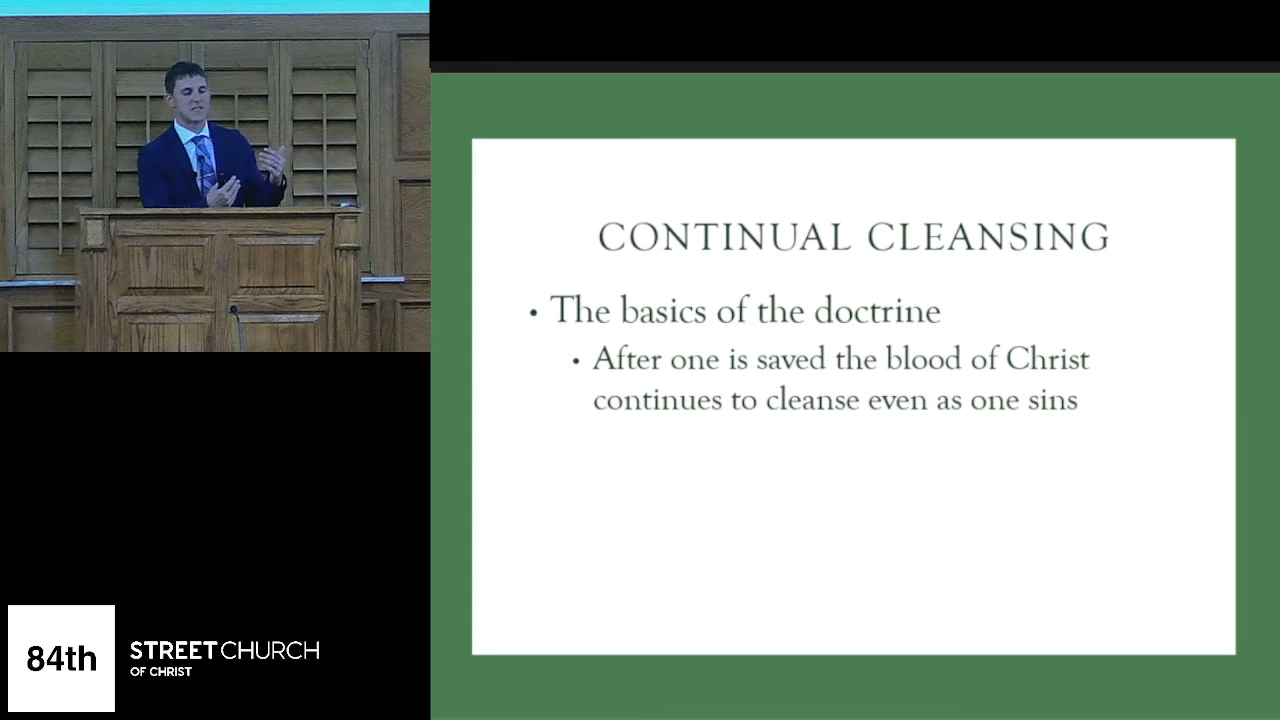 CONTINUAL CLEANSING
• The basics of the doctrine
• After one is saved the blood of Christ
continues to cleanse even as one sins
84th
STREET CHURCH
OF CHRIST